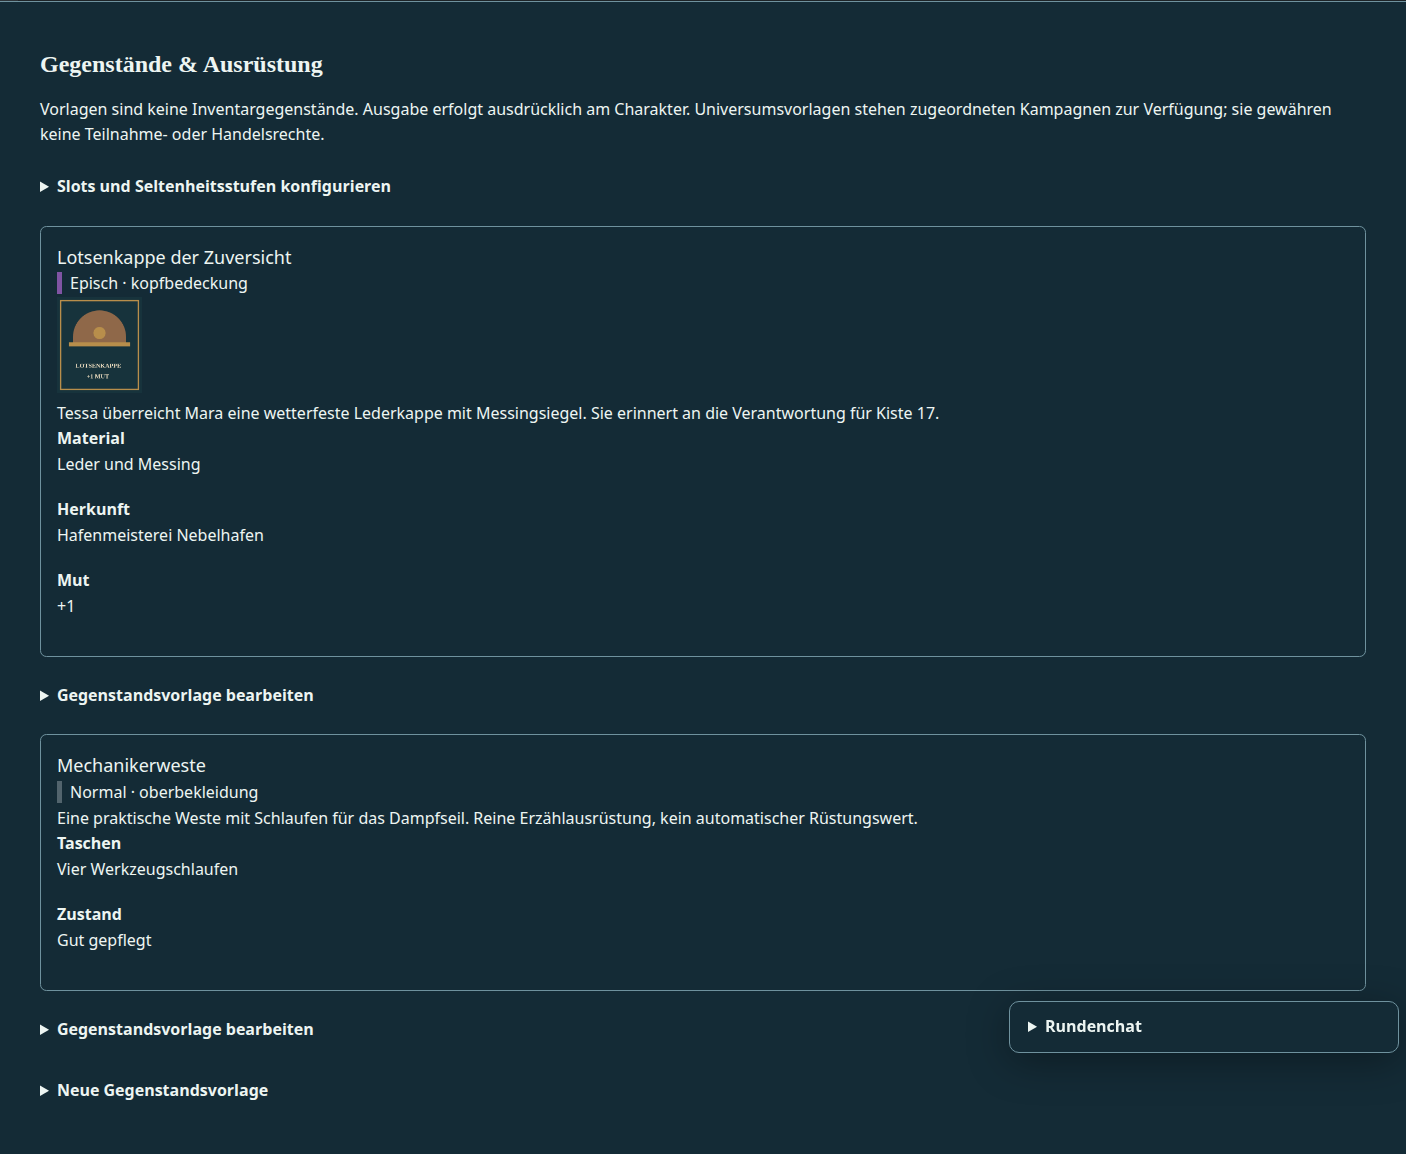 Gegenstände & Ausrüstung
Vorlagen sind keine Inventargegenstände. Ausgabe erfolgt ausdrücklich am Charakter. Universumsvorlagen stehen zugeordneten Kampagnen zur Verfügung; sie gewähren
keine Teilnahme- oder Handelsrechte.
Slots und Seltenheitsstufen konfigurieren
Lotsenkappe der Zuversicht
Episch · kopfbedeckung
LOTSENKAPPE
+1 MUT
Tessa überreicht Mara eine wetterfeste Lederkappe mit Messingsiegel. Sie erinnert an die Verantwortung für Kiste 17.
Material
Leder und Messing
Herkunft
Hafenmeisterei Nebelhafen
Mut
+1
Gegenstandsvorlage bearbeiten
Mechanikerweste
Normal · oberbekleidung
Eine praktische Weste mit Schlaufen für das Dampfseil. Reine Erzählausrüstung, kein automatischer Rüstungswert.
Taschen
Vier Werkzeugschlaufen
Zustand
Gut gepflegt
Gegenstandsvorlage bearbeiten
Rundenchat
Neue Gegenstandsvorlage